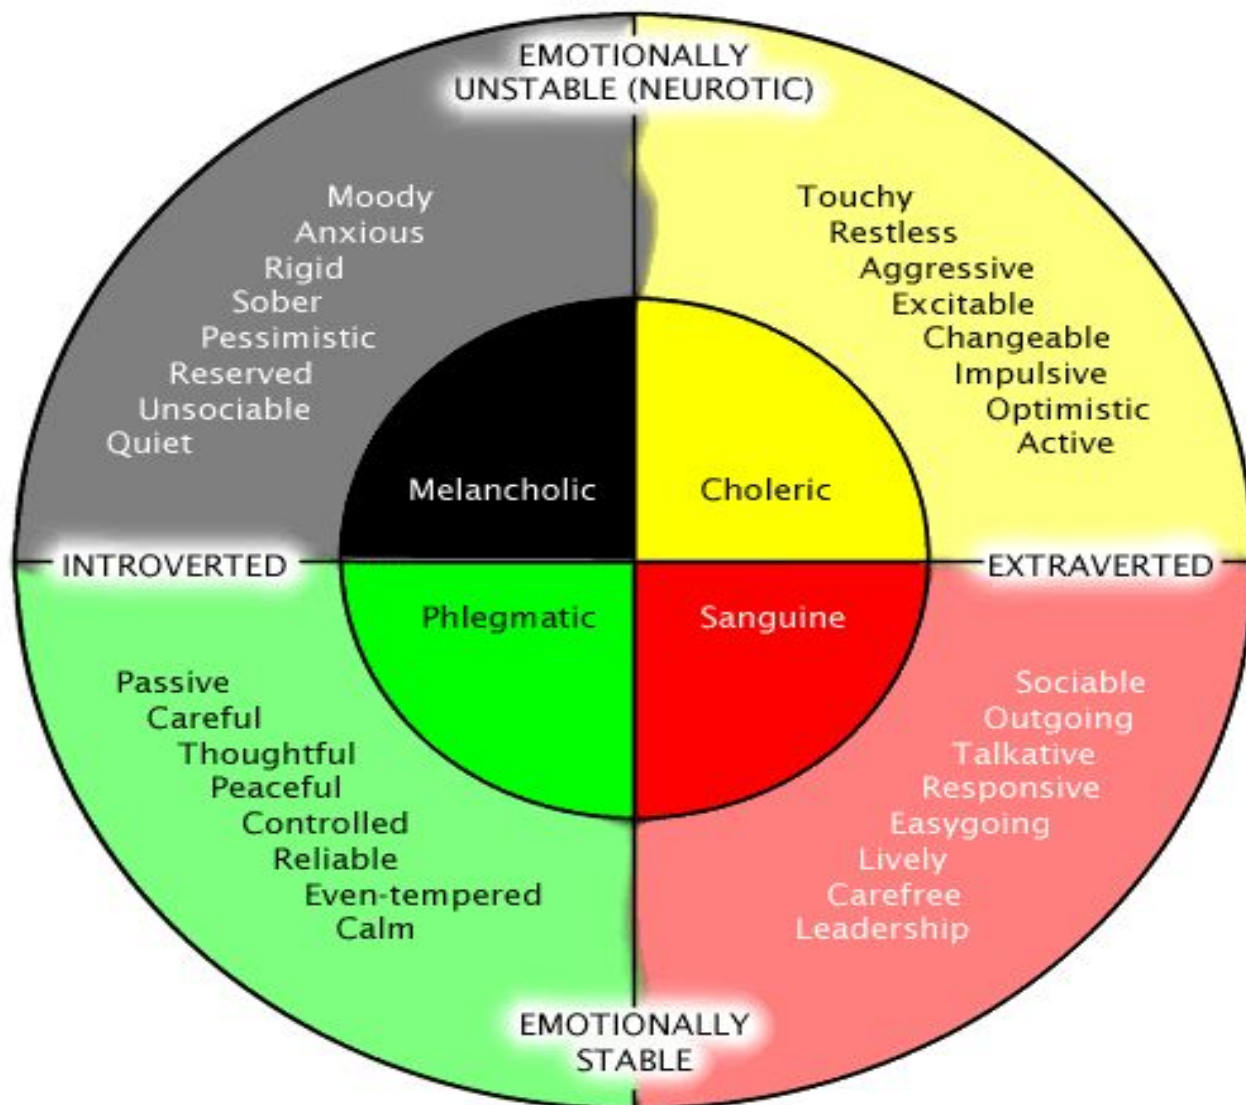 EMOTIONALLY
UNSTABLE (NEUROTIC)
Moody
Anxious
Rigid
Sober
Pessimistic
Reserved
Unsociable
Quiet
Touchy
Restless
Aggressive
Excitable
Changeable
Impulsive
Optimistic
Active
Melancholic
Choleric
INTROVERTED
EXTRAVERTED
Phlegmatic
Sanguine
Passive
Careful
Thoughtful
Peaceful
Controlled
Reliable
Even-tempered
Calm
Sociable
Outgoing
Talkative
Responsive
Easygoing
Lively
Carefree
Leadership
EMOTIONALLY
STABLE